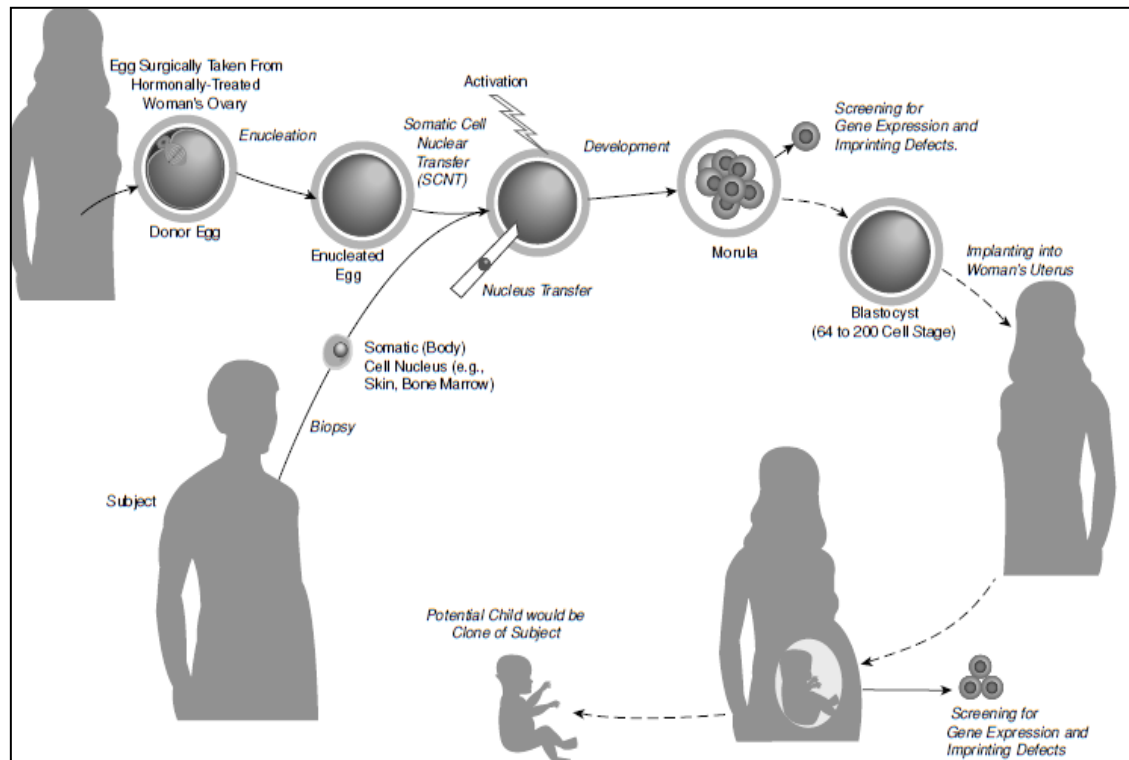 Egg Surgically Taken From
Hormonally-Treated
Woman's Ovary
Donor Egg
Enucleation
Enucleated
Egg
Somatic Cell
Nuclear
Transfer
(SCNT)
Activation
Nucleus Transfer
Development
Morula
Screening for
Gene Expression and
Imprinting Defects.
Blastocyst
(64 to 200 Cell Stage)
Implanting into
Woman's Uterus
Somatic (Body)
Cell Nucleus (e.g.,
Skin, Bone Marrow)
Biopsy
Subject
Potential Child would be
Clone of Subject
Screening for
Gene Expression and
Imprinting Defects